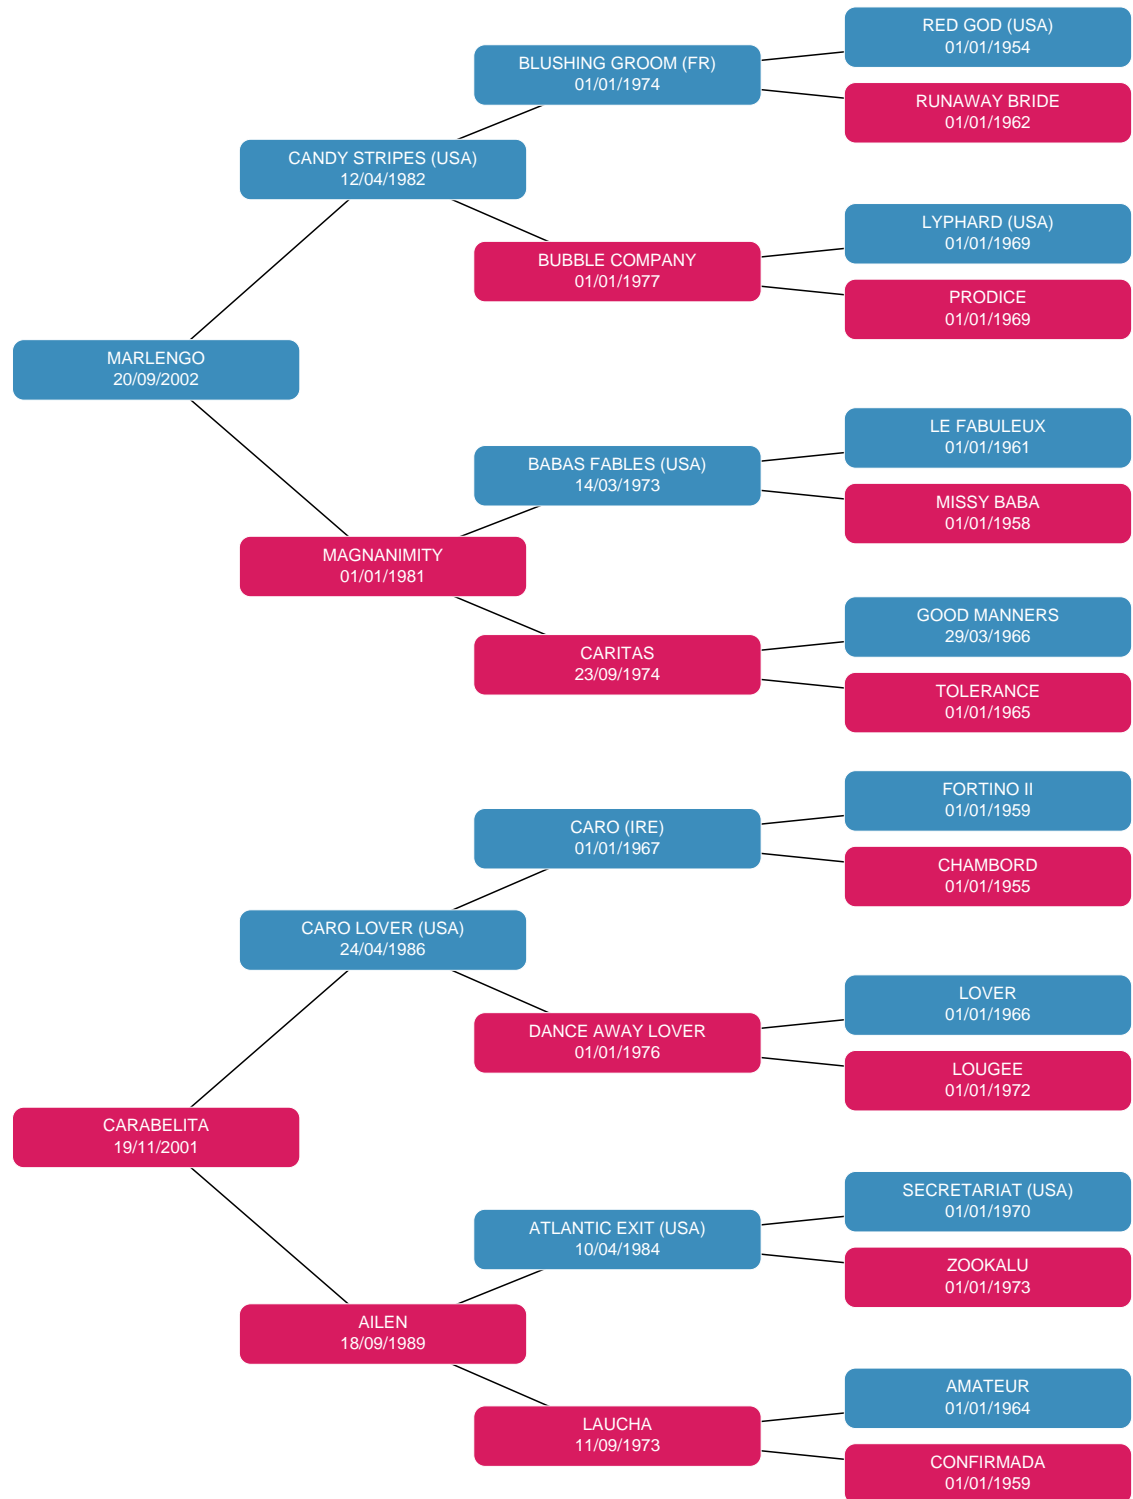 RED GOD (USA)
01/01/1954
BLUSHING GROOM (FR)
01/01/1974
RUNAWAY BRIDE
01/01/1962
CANDY STRIPES (USA)
12/04/1982
LYPHARD (USA)
01/01/1969
BUBBLE COMPANY
01/01/1977
PRODICE
01/01/1969
MARLENGO
20/09/2002
LE FABULEUX
01/01/1961
BABAS FABLES (USA)
14/03/1973
MISSY BABA
01/01/1958
MAGNANIMITY
01/01/1981
GOOD MANNERS
29/03/1966
CARITAS
23/09/1974
TOLERANCE
01/01/1965
FORTINO II
01/01/1959
CARO (IRE)
01/01/1967
CHAMBORD
01/01/1955
CARO LOVER (USA)
24/04/1986
LOVER
01/01/1966
DANCE AWAY LOVER
01/01/1976
LOUGEE
01/01/1972
CARABELITA
19/11/2001
SECRETARIAT (USA)
01/01/1970
ATLANTIC EXIT (USA)
10/04/1984
ZOOKALU
01/01/1973
AILEN
18/09/1989
AMATEUR
01/01/1964
LAUCHA
11/09/1973
CONFIRMADA
01/01/1959